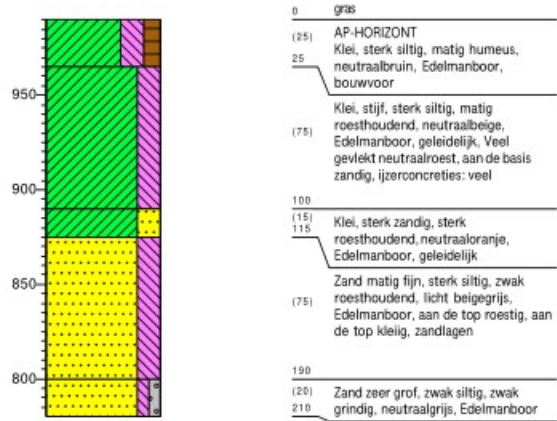 0 gras
(25) AP-HORIZONT
Klei, sterk siltig, matig humeus,
25 neutraalbruin, Edelmanboor,
bouwvoor
950
Klei, stijf, sterk siltig, matig
(75) roesthoudend, neutraalbeige,
Edelmanboor, geleidelijk, Veel
gevlekt neutraalroest, aan de basis
zandig, ijzerconcreties: veel
900
100
(15) Klei, sterk zandig, sterk
115 roesthoudend, neutraaloranje,
Edelmanboor, geleidelijk
850
Zand matig fijn, sterk siltig, zwak
(75) roesthoudend, licht beigegrijs,
Edelmanboor, aan de top roestig, aan
de top kleiig, zandlagen
800
190
(20) Zand zeer grof, zwak siltig, zwak
210 grindig, neutraalgrijs, Edelmanboor